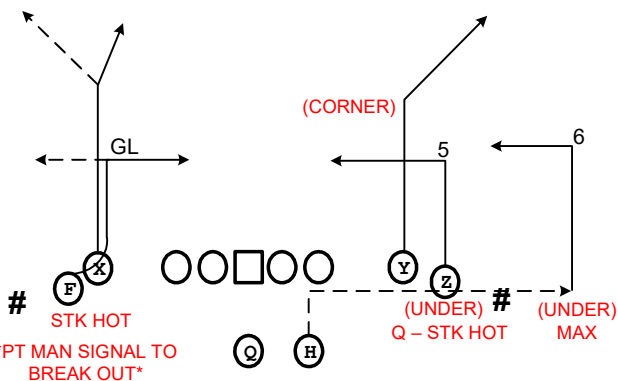 (CORNER)
GL
5
6
X
F
Y
Z
#
#
STK HOT
(UNDER)
Q – STK HOT
(UNDER)
MAX
*PT MAN SIGNAL TO
BREAK OUT*
Q
H